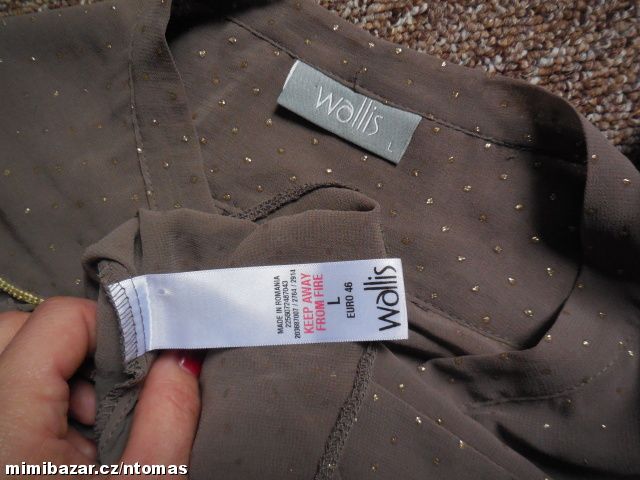 wallis
L
wallis
EURO 46
L
KEEP AWAY
FROM FIRE
MADE IN ROMANIA
mimibazar.cz/ntomas